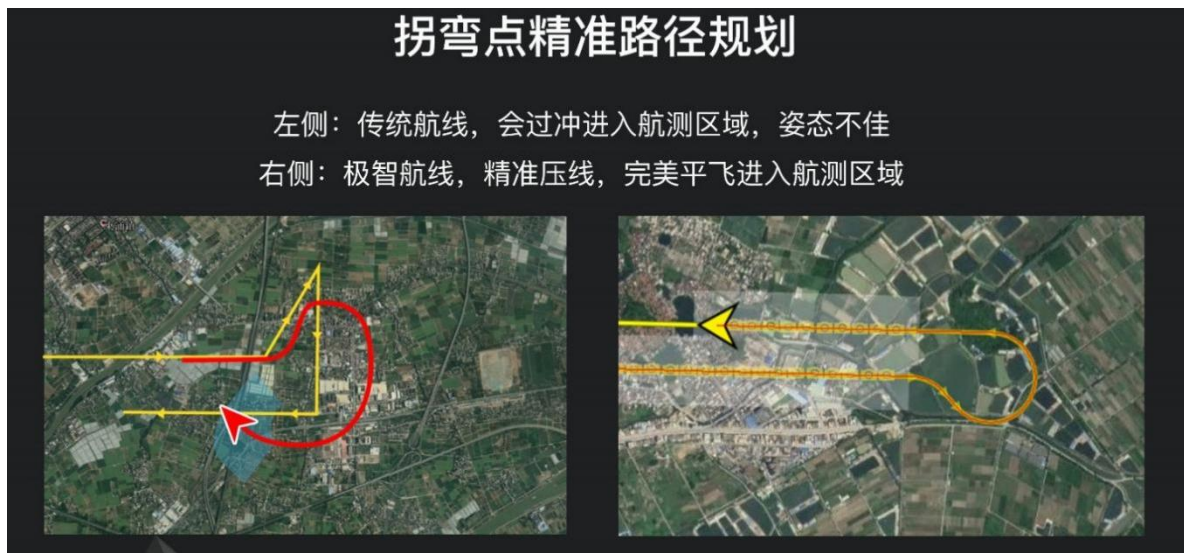 拐弯点精准路径规划
左侧：传统航线，会过冲进入航测区域，姿态不佳
右侧：极智航线，精准压线，完美平飞进入航测区域